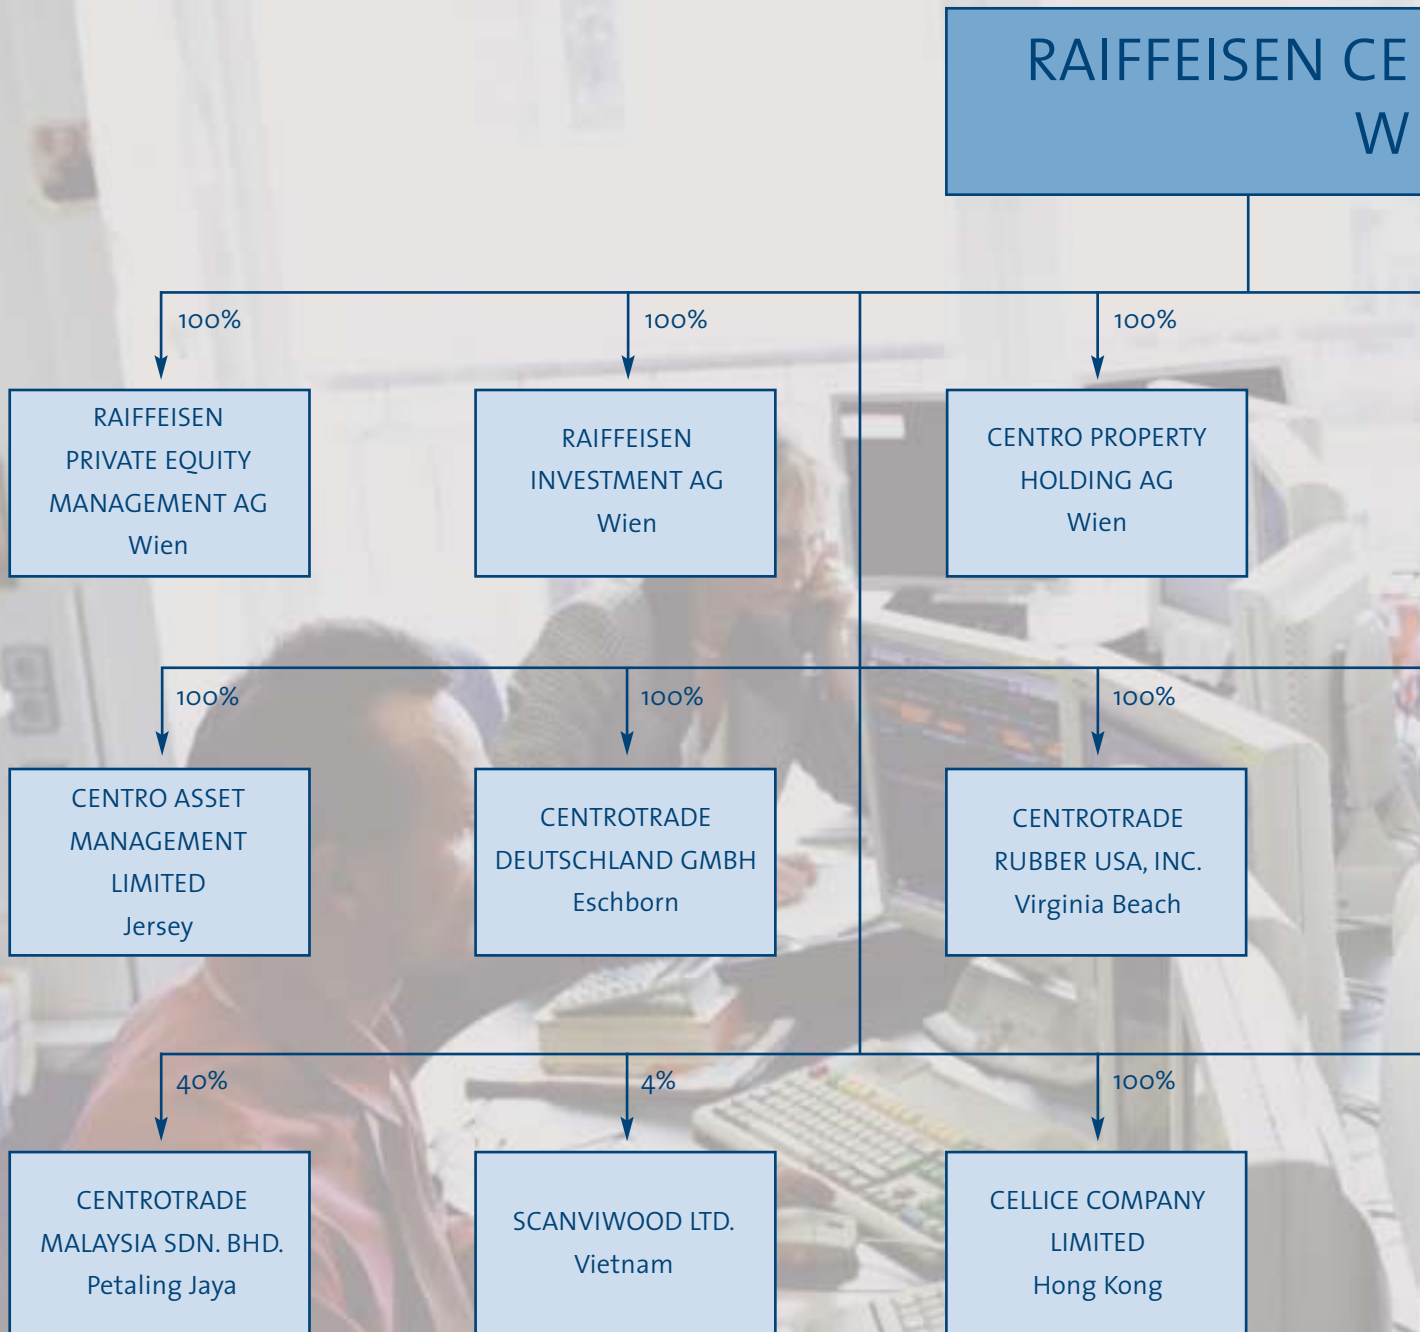 RAIFFEISEN CE
W
100%
100%
100%
RAIFFEISEN
PRIVATE EQUITY
MANAGEMENT AG
Wien
RAIFFEISEN
INVESTMENT AG
Wien
CENTRO PROPERTY
HOLDING AG
Wien
100%
100%
100%
CENTRO ASSET
MANAGEMENT
LIMITED
Jersey
CENTROTRADE
DEUTSCHLAND GMBH
Eschborn
CENTROTRADE
RUBBER USA, INC.
Virginia Beach
40%
4%
100%
CENTROTRADE
MALAYSIA SDN. BHD.
Petaling Jaya
SCANVIWOOD LTD.
Vietnam
CELLICE COMPANY
LIMITED
Hong Kong